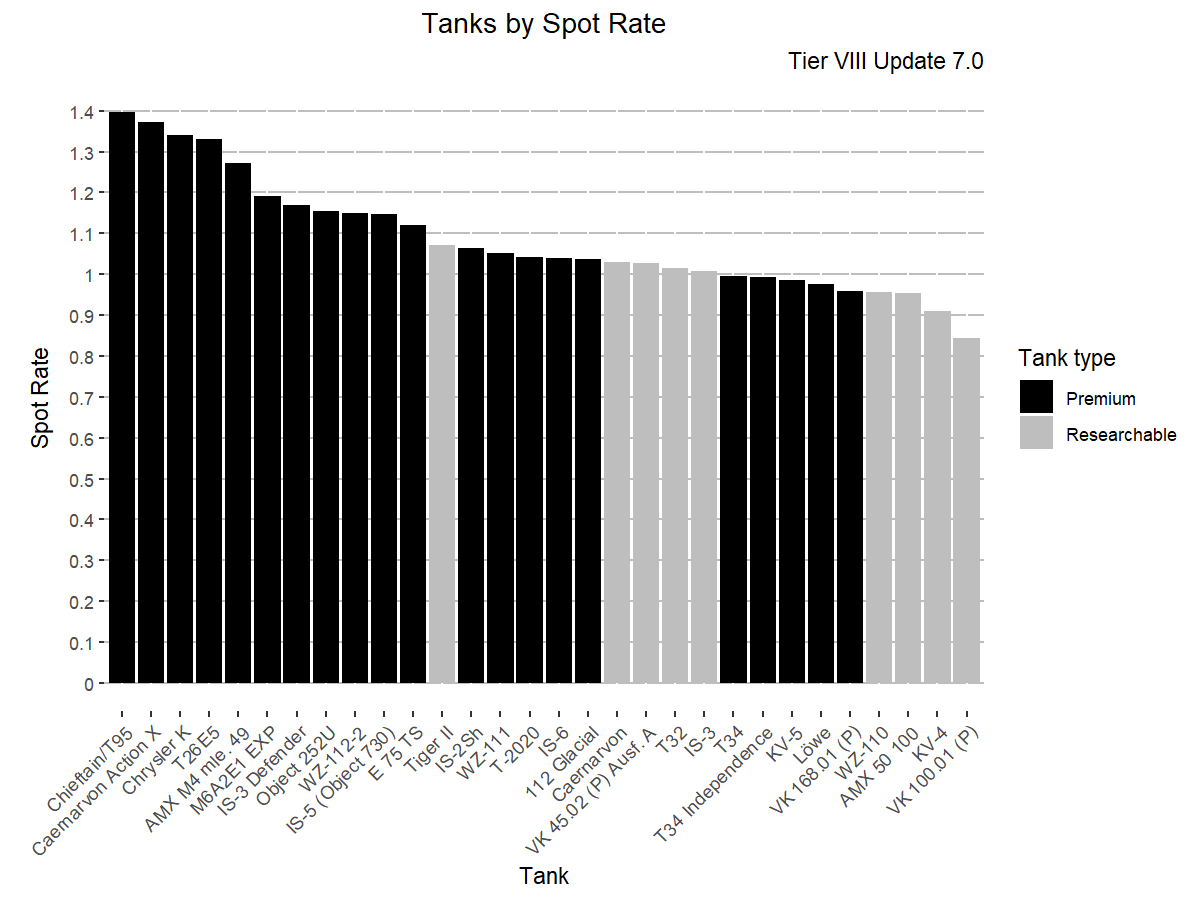 Tanks by Spot Rate
Tier VIII Update 7.0
1.4
1.3
1.2
1.1
1
0.9
0.8
0.7
0.6
0.5
0.4
0.3
0.2
0.1
0
Spot Rate
Chieftain/T95
Caernarvon Action X
Chrysler K
T26E5
AMX M4 mle. 49
M6A2E1 EXP
IS-3 Defender
Object 252U
WZ-112-2
IS-5 (Object 730)
E 75 TS
Tiger II
IS-2Sh
WZ-111
T-2020
IS-6
112 Glacial
Caernarvon
VK 45.02 (P) Ausf. A
T32
IS-3
T34
T34 Independence
KV-5
Löwe
VK 168.01 (P)
WZ-110
AMX 50 100
KV-4
VK 100.01 (P)
Tank
Tank type
Premium
Researchable